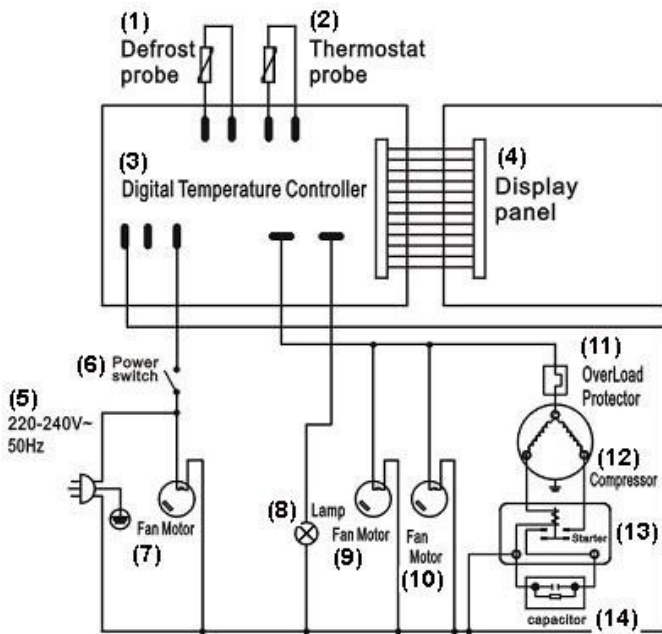 (1)
Defrost
probe
(2)
Thermostat
probe
(3)
Digital Temperature Controller
(4)
Display
panel
(5)
220-240V~
50Hz
(6) Power
switch
Fan Motor
(7)
(8) Lamp
Fan Motor
(9)
Fan
Motor
(10)
(11)
OverLoad
Protector
(12)
Compressor
Starter (13)
capacitor (14)